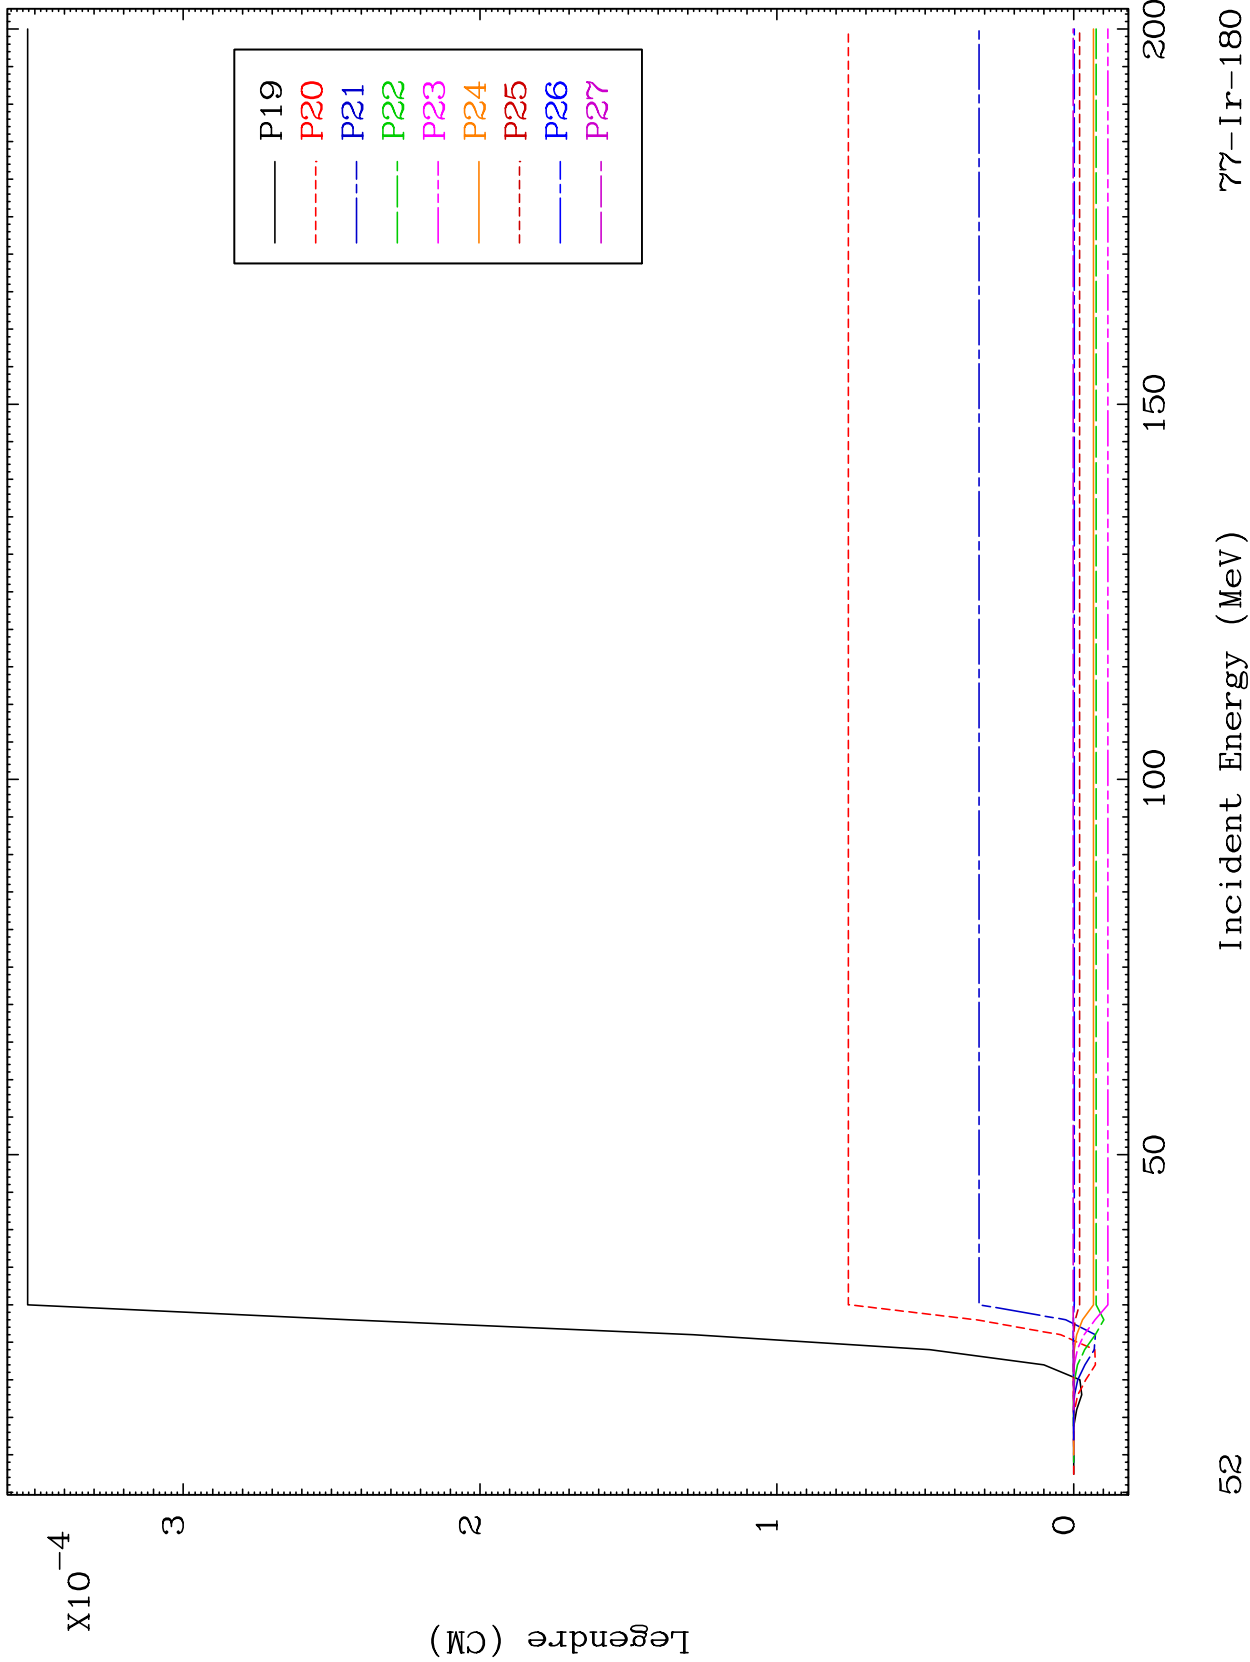 X10-4
3
2
1
0
Legendre (CM)
P19
P20
P21
P22
P23
P24
P25
P26
P27
50
100
150
200
Incident Energy (MeV)
52
77-Ir-180